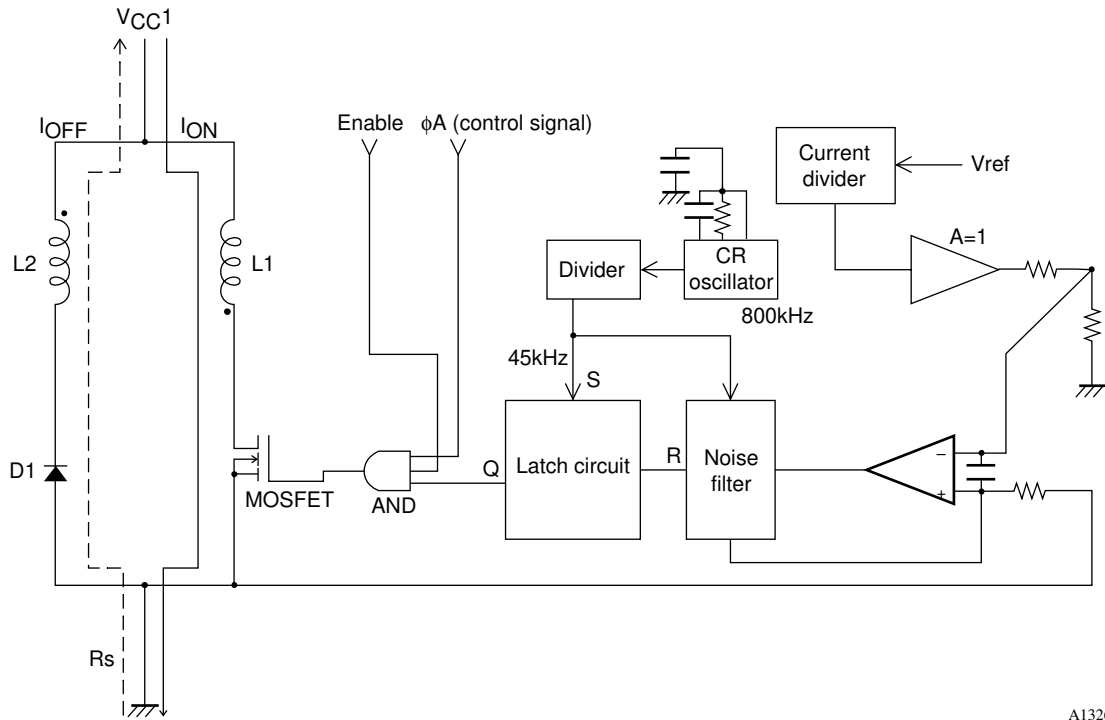 VCC1
IOFF
ION
Enable
ϕA (control signal)
Current
divider
Vref
A=1
L2
L1
Divider
CR
oscillator
800kHz
45kHz
S
D1
MOSFET
AND
Q
Latch circuit
R
Noise
filter
−
+
Rs